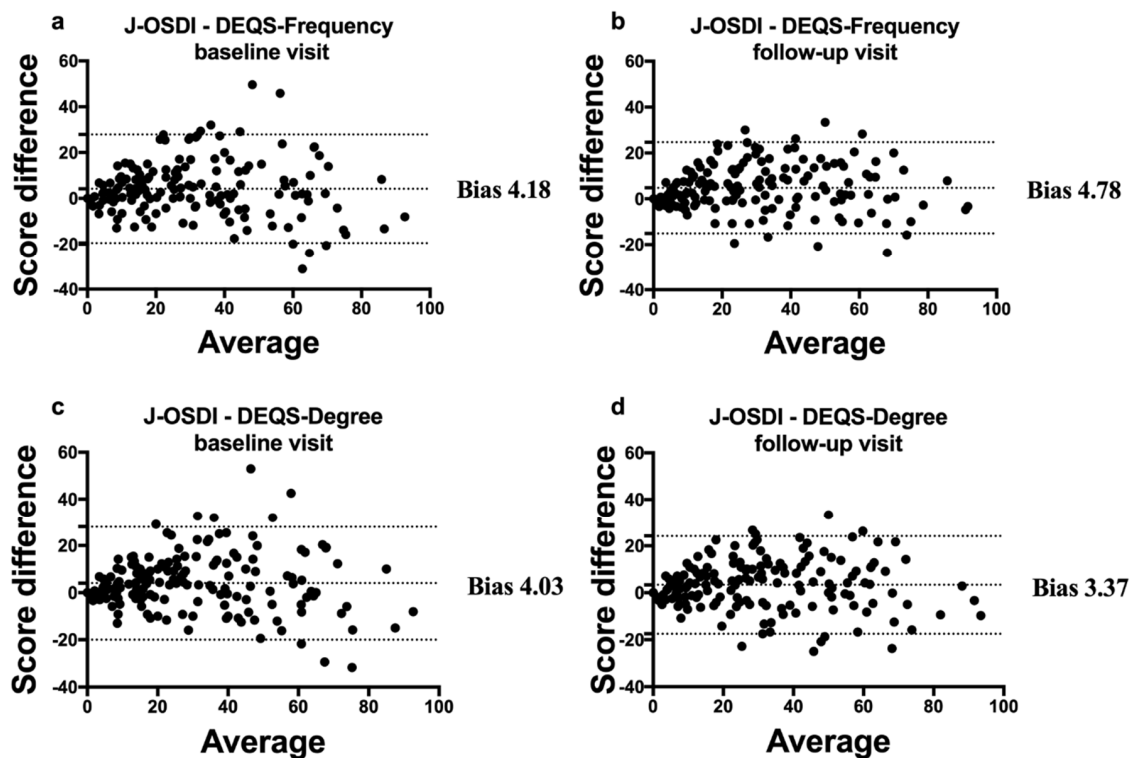 a
J-OSDI - DEQS-Frequency
baseline visit
Score difference
60
40
20
0
-20
-40
0 20 40 60 80 100
Average
Bias 4.18
b
J-OSDI - DEQS-Frequency
follow-up visit
Score difference
60
40
20
0
-20
-40
0 20 40 60 80 100
Average
Bias 4.78
c
J-OSDI - DEQS-Degree
baseline visit
Score difference
60
40
20
0
-20
-40
0 20 40 60 80 100
Average
Bias 4.03
d
J-OSDI - DEQS-Degree
follow-up visit
Score difference
60
40
20
0
-20
-40
0 20 40 60 80 100
Average
Bias 3.37